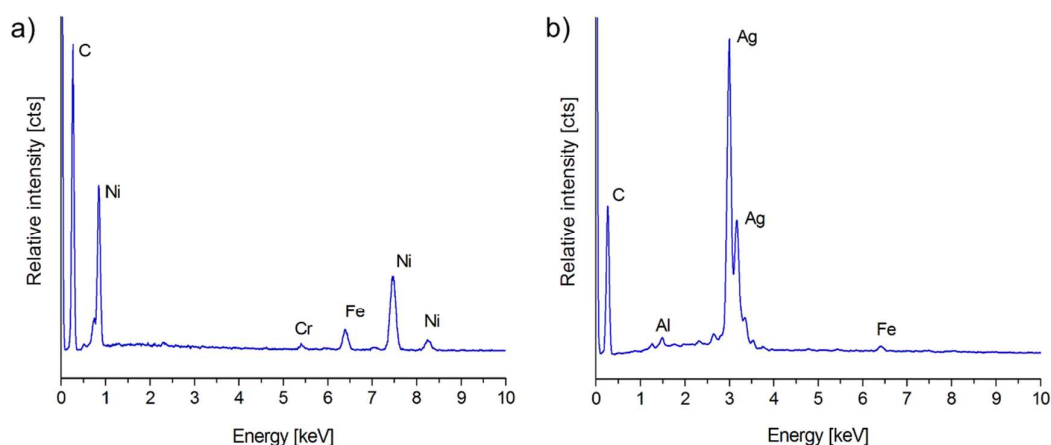 a)
Relative intensity [cts]
C
Ni
Cr
Fe
Ni
Ni
0 1 2 3 4 5 6 7 8 9 10
Energy [keV]
b)
Relative intensity [cts]
C
Al
Ag
Ag
Fe
0 1 2 3 4 5 6 7 8 9 10
Energy [keV]